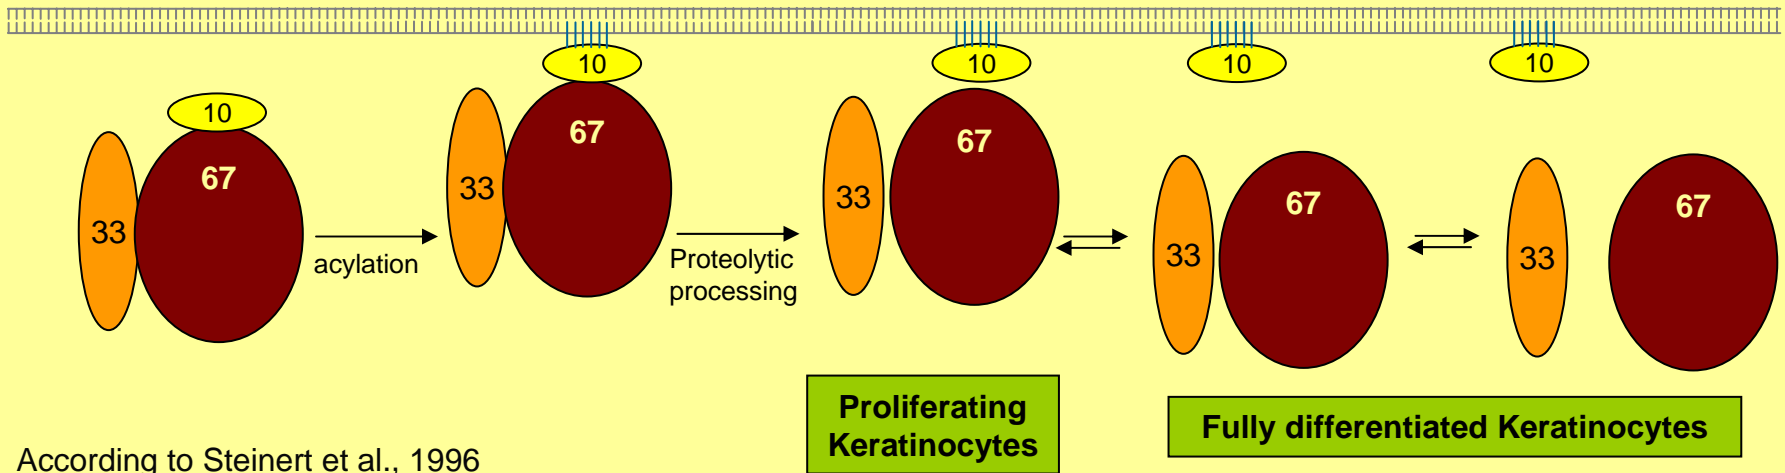 10
67
33
acylation
10
67
33
Proteolytic
processing
10
67
33
10
67
33
10
67
33
Proliferating
Keratinocytes
Fully differentiated Keratinocytes
According to Steinert et al., 1996